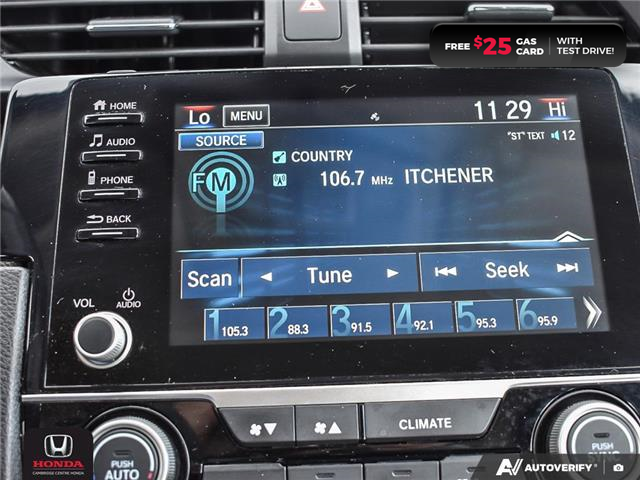 FREE $25 GAS CARD WITH TEST DRIVE!
HOME
AUDIO
PHONE
BACK
VOL
AUDIO
Lo MENU 11 29 Hi
SOURCE "ST" TEXT 12
COUNTRY
FM 106.7 MHz ITCHENER
Scan Tune Seek
1 105.3 2 88.3 3 91.5 4 92.1 5 95.3 6 95.9
CLIMATE
PUSH AUTO
PUSH SYNC
HONDA
CAMBRIDGE CENTRE HONDA
AUTOVERIFY